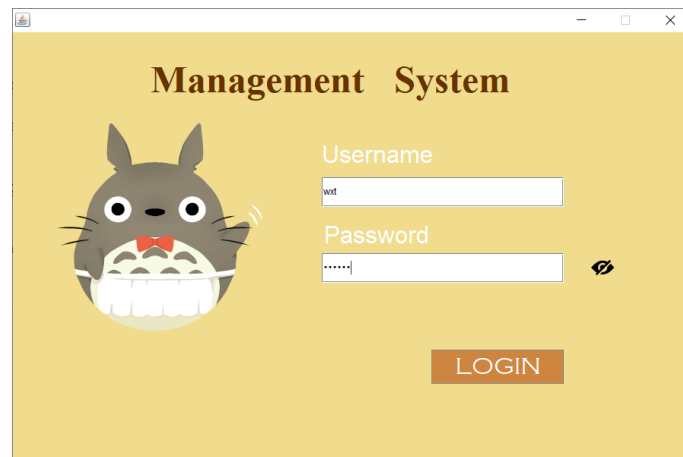 Management System
Username
wxt
Password
••••••
LOGIN